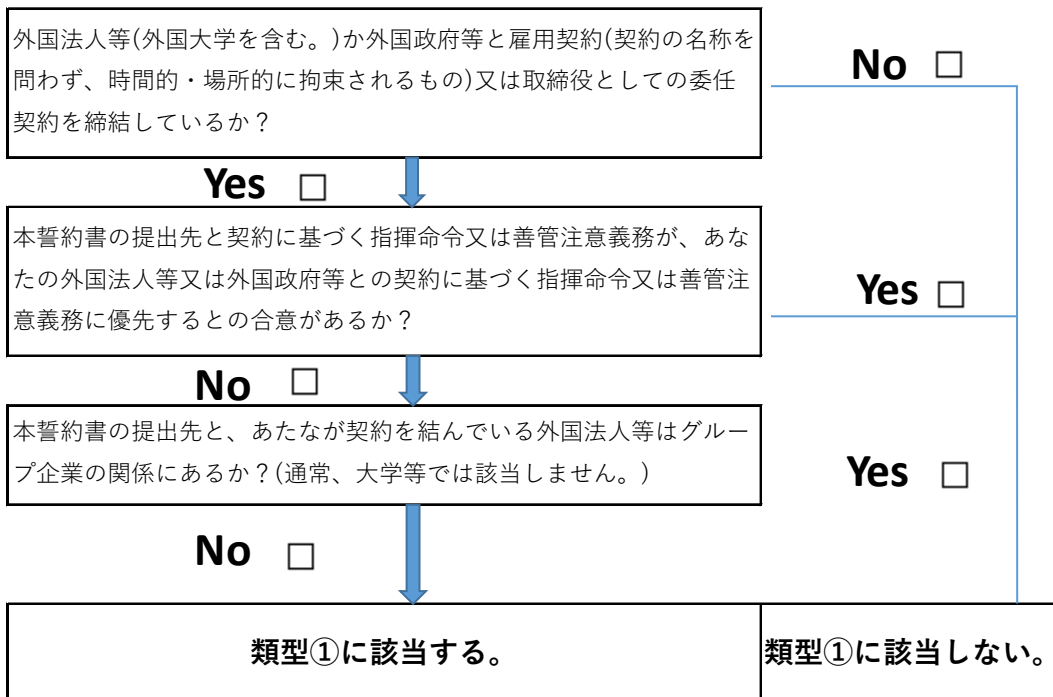 外国法人等(外国大学を含む。)か外国政府等と雇用契約(契約の名称を
問わず、時間的・場所的に拘束されるもの)又は取締役としての委任
契約を締結しているか？
No □
Yes □
本誓約書の提出先と契約に基づく指揮命令又は善管注意義務が、あな
たの外国法人等又は外国政府等との契約に基づく指揮命令又は善管注
意義務に優先するとの合意があるか？
Yes □
No □
本誓約書の提出先と、あたなが契約を結んでいる外国法人等はグルー
プ企業の関係にあるか？(通常、大学等では該当しません。)
Yes □
No □
類型①に該当する。
類型①に該当しない。